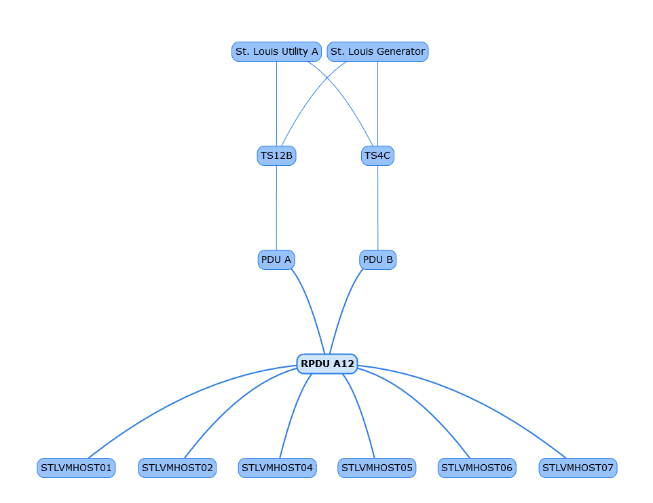 St. Louis Utility A
St. Louis Generator
TS12B
TS4C
PDU A
PDU B
RPDU A12
STLVMHOST01
STLVMHOST02
STLVMHOST04
STLVMHOST05
STLVMHOST06
STLVMHOST07